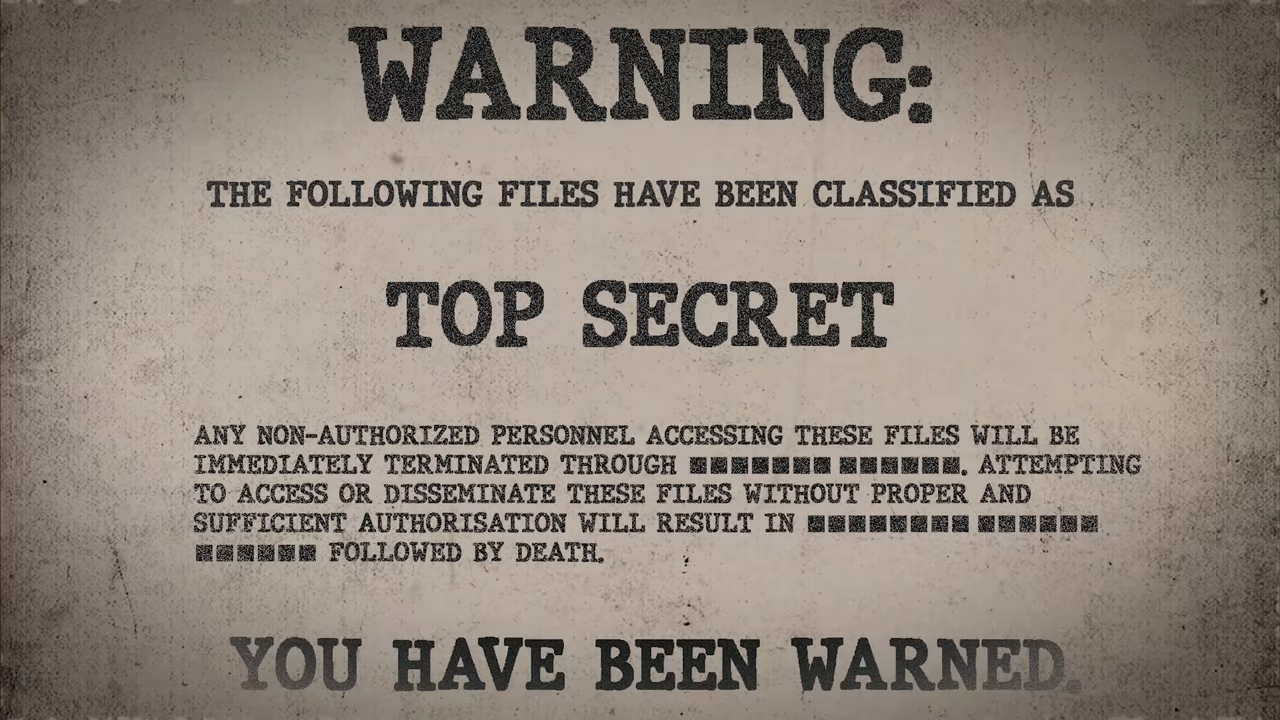 WARNING:
THE FOLLOWING FILES HAVE BEEN CLASSIFIED AS
TOP SECRET
ANY NON-AUTHORIZED PERSONNEL ACCESSING THESE FILES WILL BE
IMMEDIATELY TERMINATED THROUGH ■■■■■■■ ■■■■■■. ATTEMPTING
TO ACCESS OR DISSEMINATE THESE FILES WITHOUT PROPER AND
SUFFICIENT AUTHORISATION WILL RESULT IN ■■■■■■■■ ■■■■■■
■■■■■■ FOLLOWED BY DEATH.
YOU HAVE BEEN WARNED.